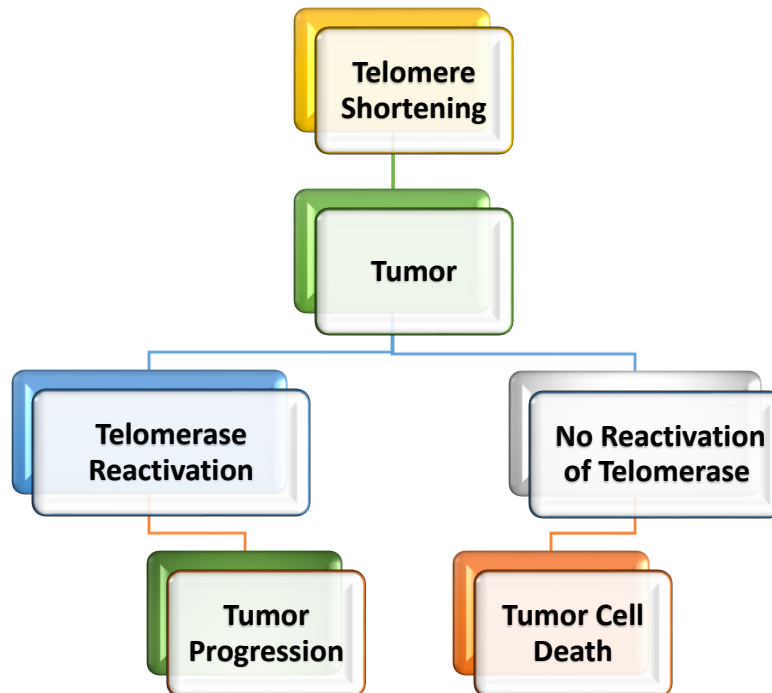 Telomere
Shortening
Tumor
Telomerase
Reactivation
No Reactivation
of Telomerase
Tumor
Progression
Tumor Cell
Death